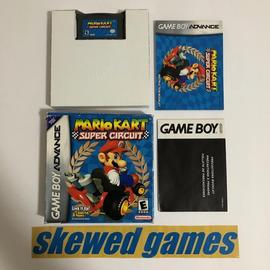 MARIO KART
SUPER CIRCUIT
GAME BOY ADVANCE
MARIO KART
SUPER CIRCUIT
GAME BOY ADVANCE
MARIO KART
SUPER CIRCUIT
E
Nintendo
GAME BOY
skewed games